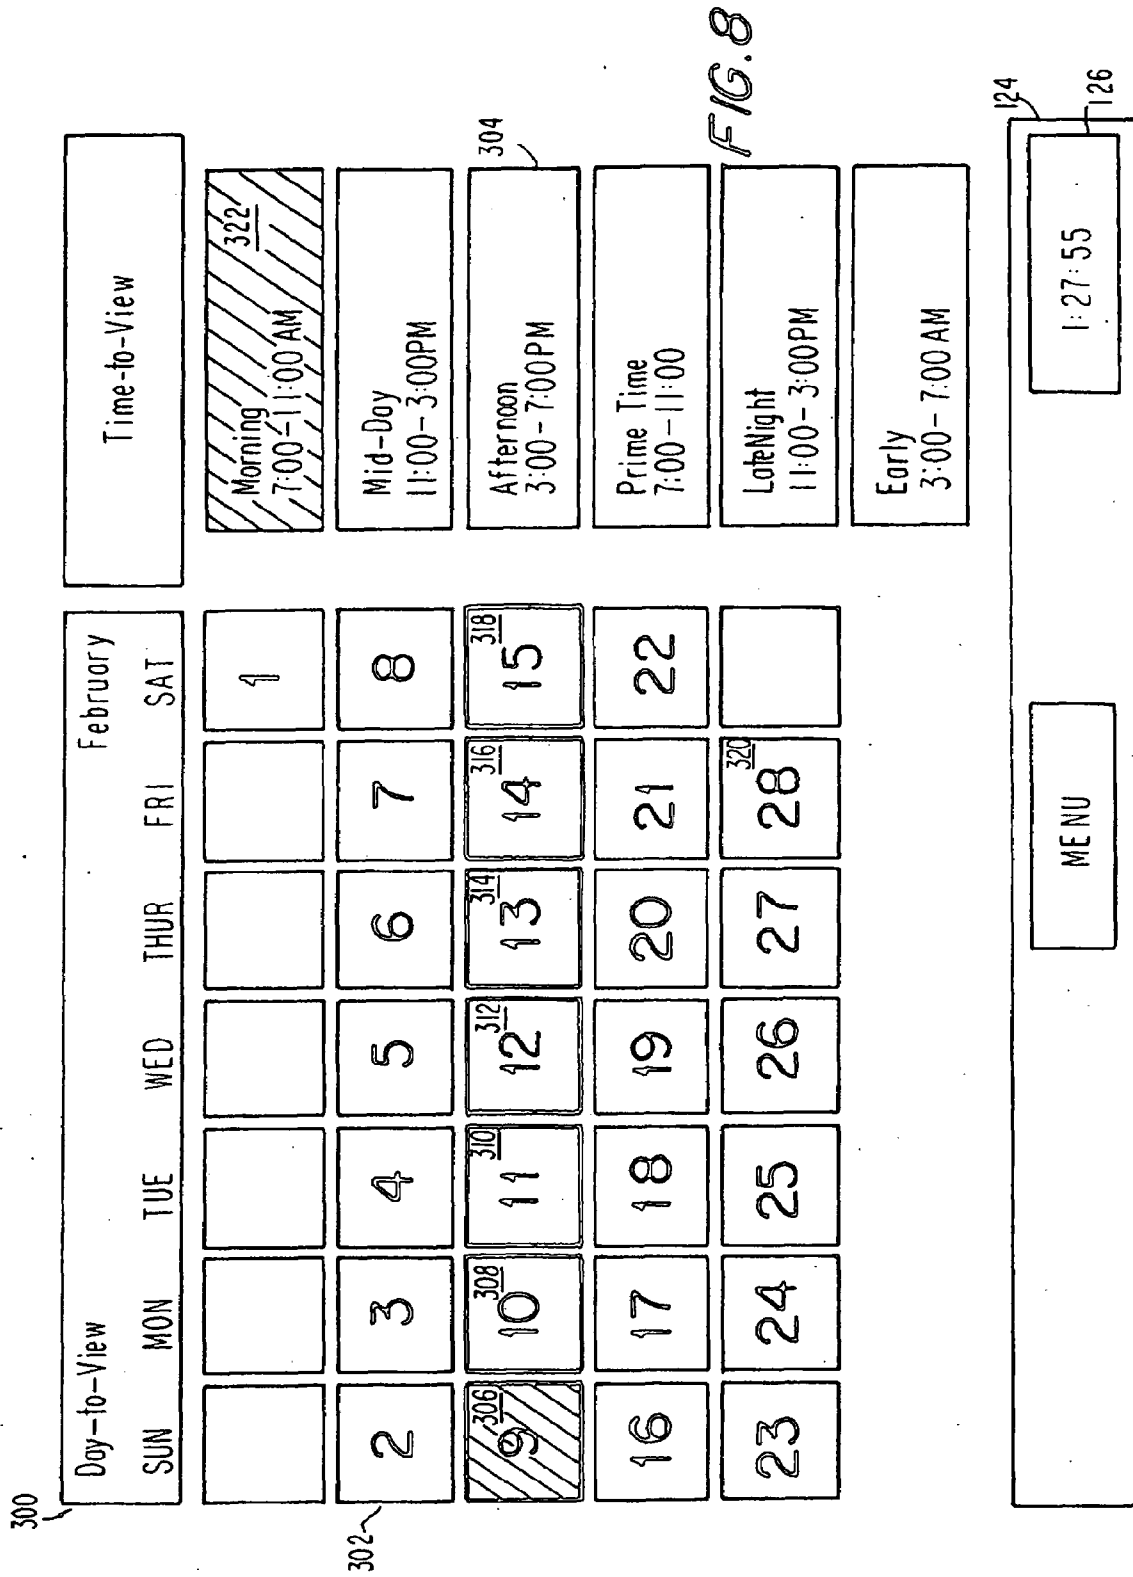 300
Day-to-View February
SUN MON TUE WED THUR FRI SAT
Time-to-View
1
302
2 3 4 5 6 7 8
306 308 310 312 314 316 318
9 10 11 12 13 14 15
16 17 18 19 20 21 22
320
23 24 25 26 27 28
322
Morning
7:00-11:00 AM
Mid-Day
11:00-3:00PM
304
Afternoon
3:00-7:00PM
Prime Time
7:00-11:00
LateNight
11:00-3:00PM
Early
3:00-7:00AM
FIG. 8
124
MENU
1:27:55
126